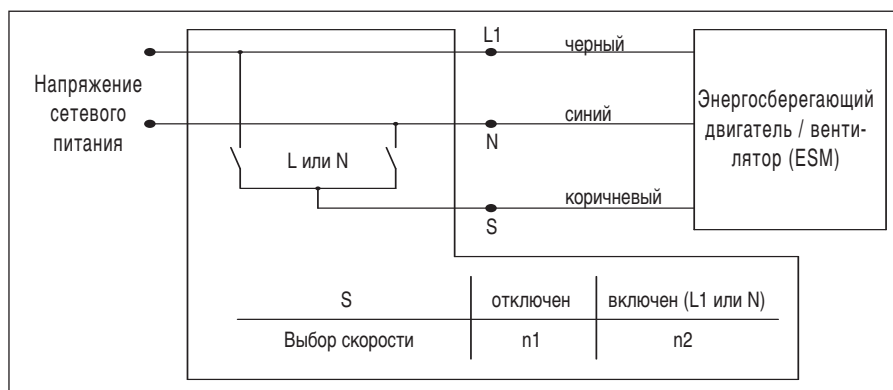 L1
черный
Напряжение
сетевого
питания
Энергосберегающий
двигатель / венти-
лятор (ESM)
синий
N
L или N
коричневый
S
S отключен включен (L1 или N)
Выбор скорости n1 n2